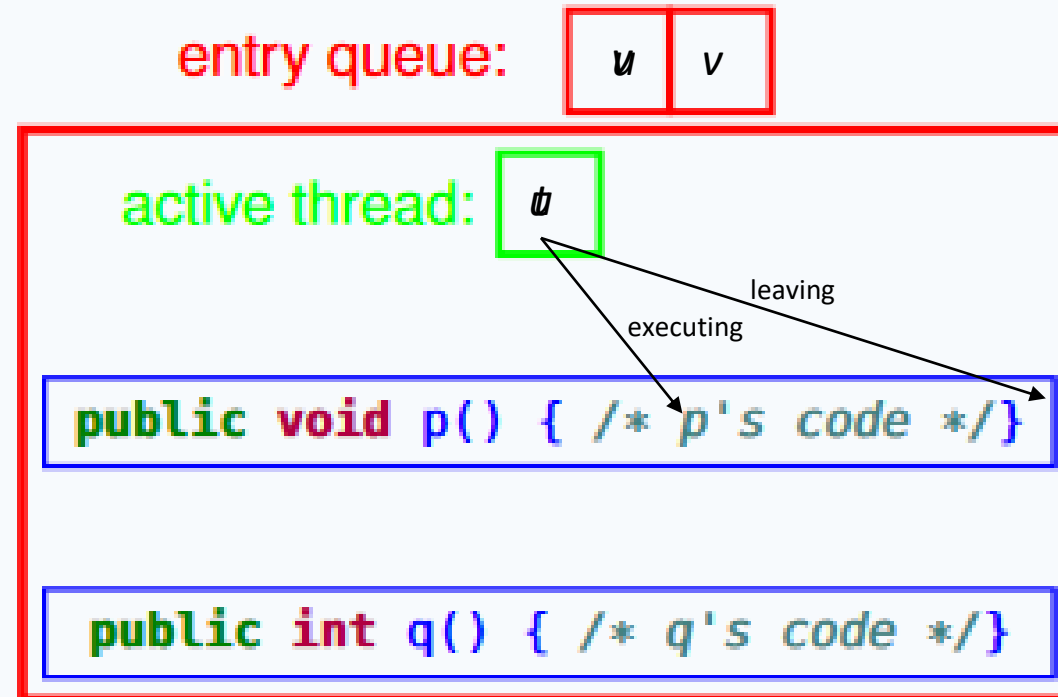 entry queue: v
active thread:
leaving
executing
public void p() { /* p's code */}
public int q() { /* q's code */}